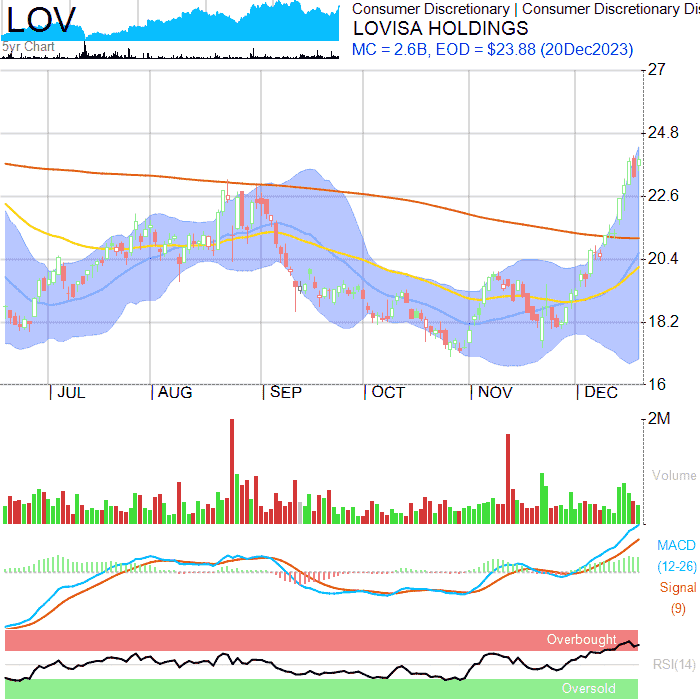 LOV
Consumer Discretionary | Consumer Discretionary Dis
LOVISA HOLDINGS
5yr Chart
MC = 2.6B, EOD = $23.88 (20Dec2023)
27
24.8
22.6
20.4
18.2
16
| JUL | AUG | SEP | OCT | NOV | DEC
2M
Volume
MACD
(12-26)
Signal
(9)
Overbought
RSI(14)
Oversold